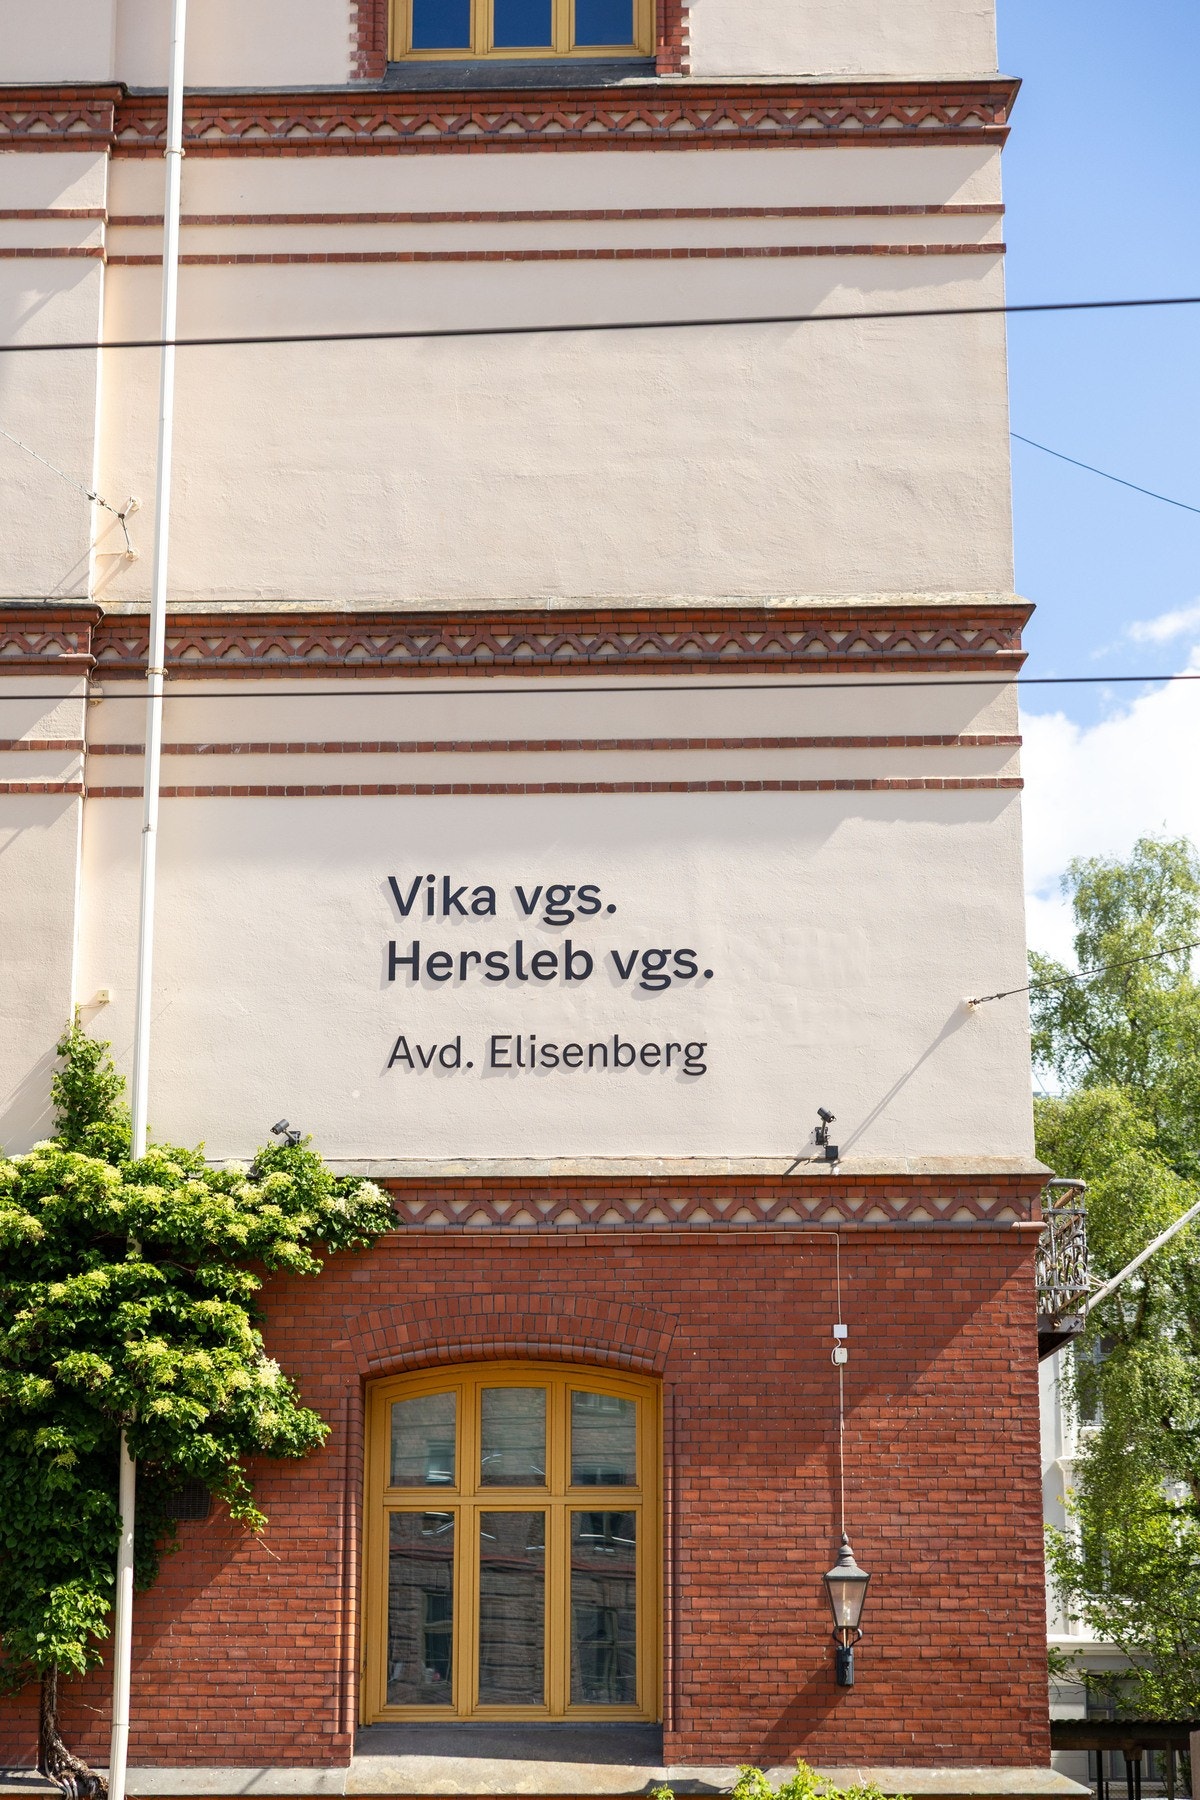 Vika vgs.
Hersleb vgs.
Avd. Elisenberg